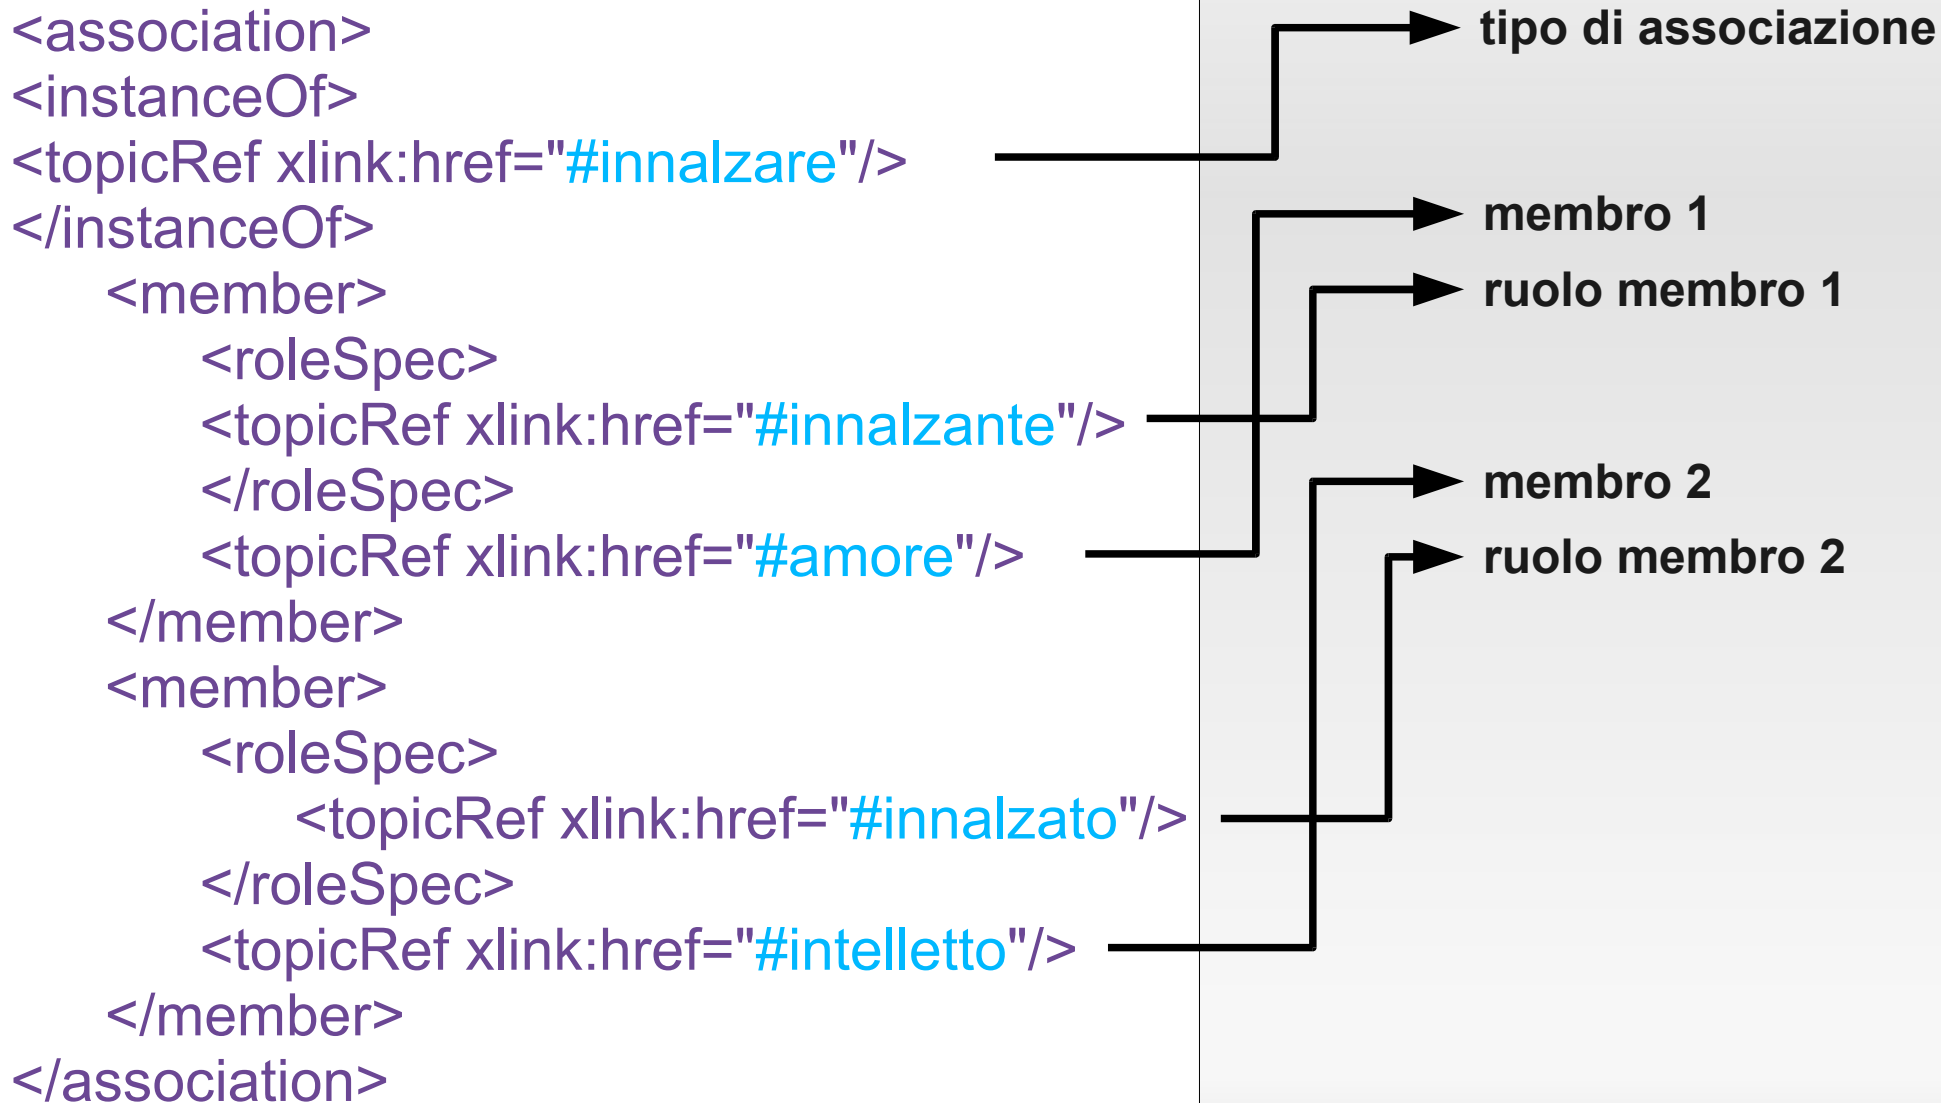 <association>
<instanceOf>
<topicRef xlink:href="#innalzare"/>
</instanceOf>
<member>
<roleSpec>
<topicRef xlink:href="#innalzante"/>
</roleSpec>
<topicRef xlink:href="#amore"/>
</member>
<member>
<roleSpec>
<topicRef xlink:href="#innalzato"/>
</roleSpec>
<topicRef xlink:href="#intelletto"/>
</member>
</association>
tipo di associazione
membro 1
ruolo membro 1
membro 2
ruolo membro 2